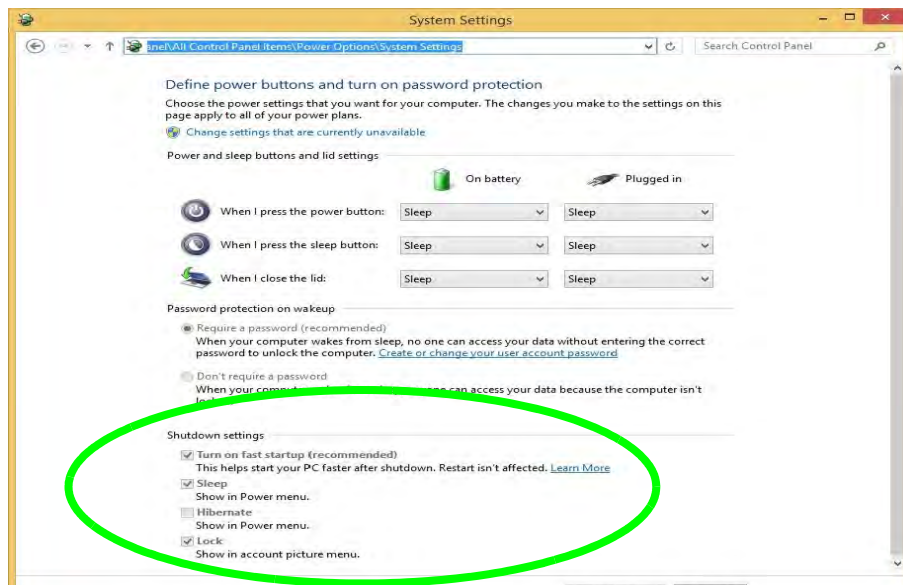 System Settings
anel\All Control Panel Items\Power Options\System Settings
Search Control Panel
Define power buttons and turn on password protection
Choose the power settings that you want for your computer. The changes you make to the settings on this
page apply to all of your power plans.
Change settings that are currently unavailable
Power and sleep buttons and lid settings
On battery Plugged in
When I press the power button: Sleep Sleep
When I press the sleep button: Sleep Sleep
When I close the lid: Sleep Sleep
Password protection on wakeup
Require a password (recommended)
When your computer wakes from sleep, no one can access your data without entering the correct
password to unlock the computer. Create or change your user account password
Don't require a password
When your one can access your data because the computer isn't
Shutdown settings
Turn on fast startup (recommended)
This helps start your PC faster after shutdown. Restart isn't affected. Learn More
Sleep
Show in Power menu.
Hibernate
Show in Power menu.
Lock
Show in account picture menu.